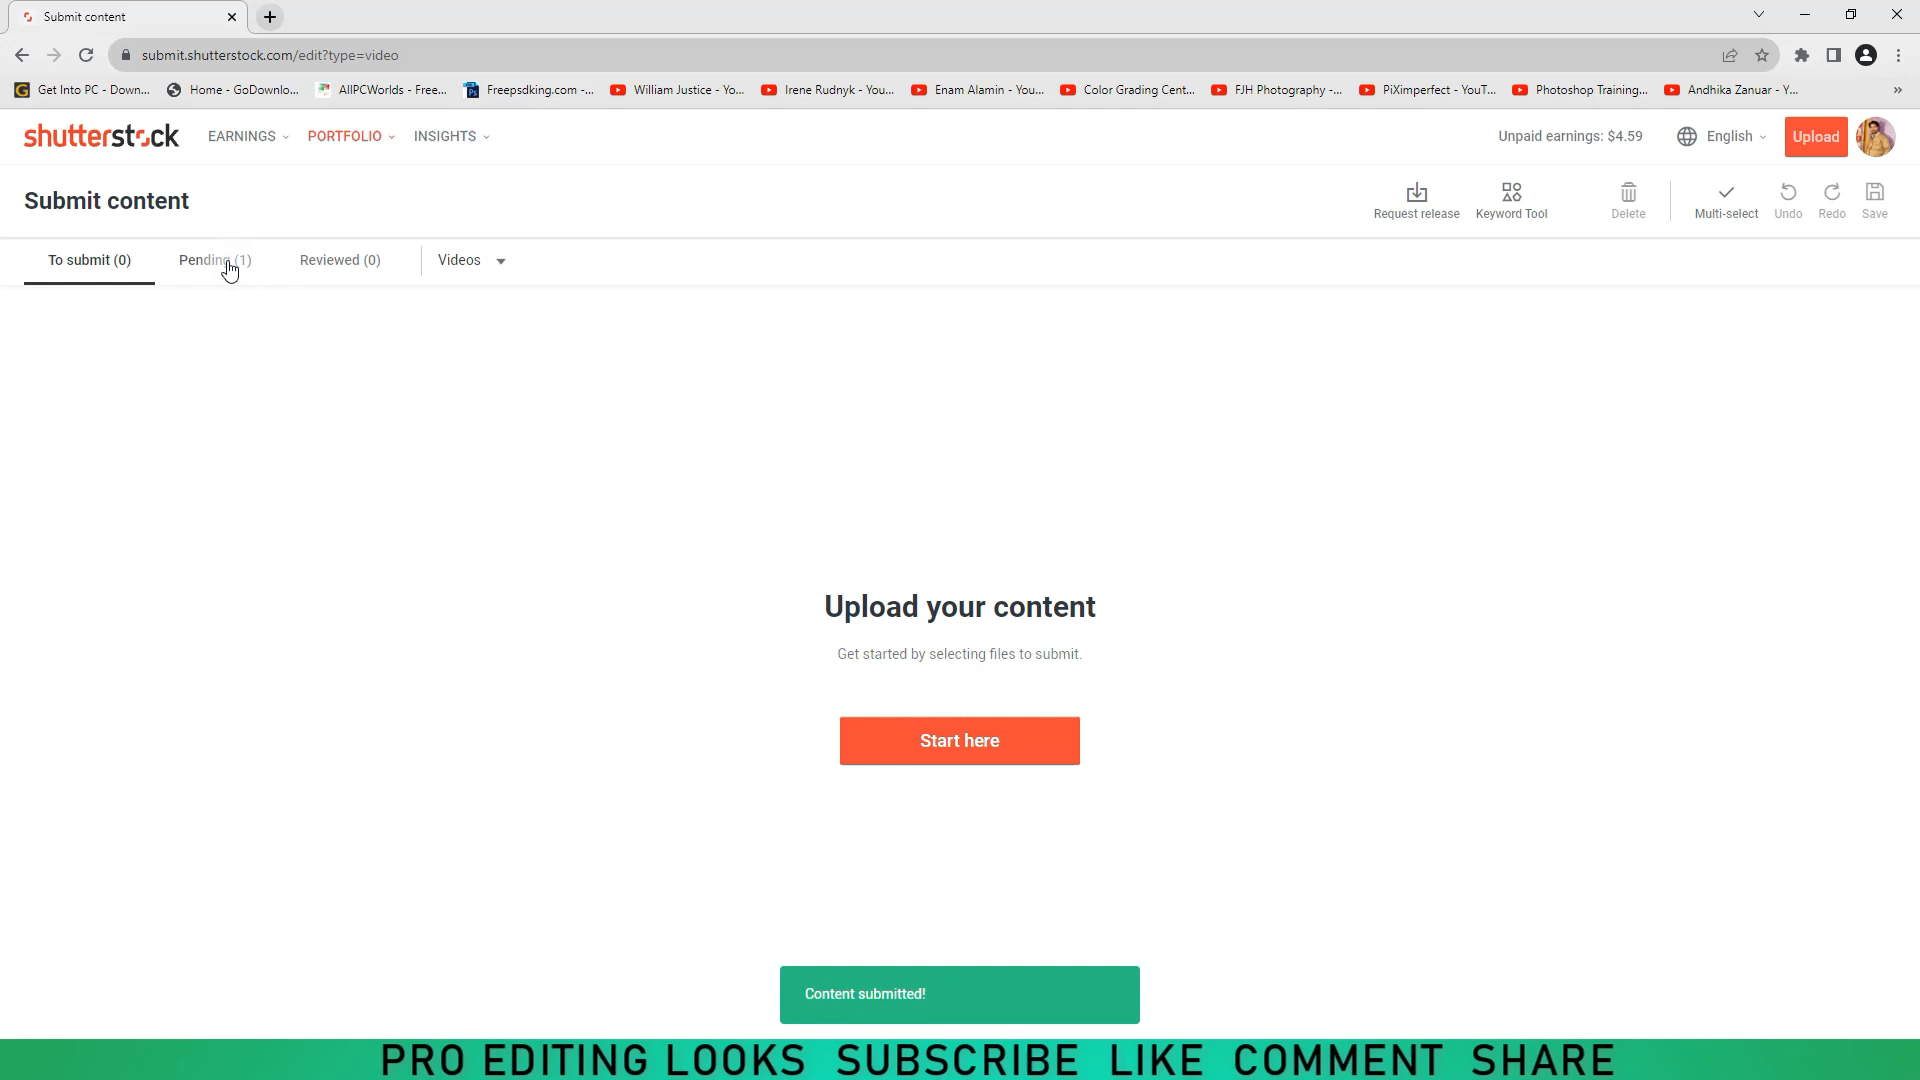 Submit content
submit.shutterstock.com/edit?type=video
Get Into PC - Down... Home - GoDownlo... AllPCWorlds - Free... Freepsdking.com -... William Justice - Yo... Irene Rudnyk - You... Enam Alamin - You... Color Grading Cent... FJH Photography -... PiXimperfect - YouT... Photoshop Training... Andhika Zanuar - Y... »
shutterstock EARNINGS PORTFOLIO INSIGHTS Unpaid earnings: $4.59 English Upload
Submit content Request release Keyword Tool Delete Multi-select Undo Redo Save
To submit (0) Pending (1) Reviewed (0) Videos
Upload your content
Get started by selecting files to submit.
Start here
Content submitted!
PRO EDITING LOOKS SUBSCRIBE LIKE COMMENT SHARE